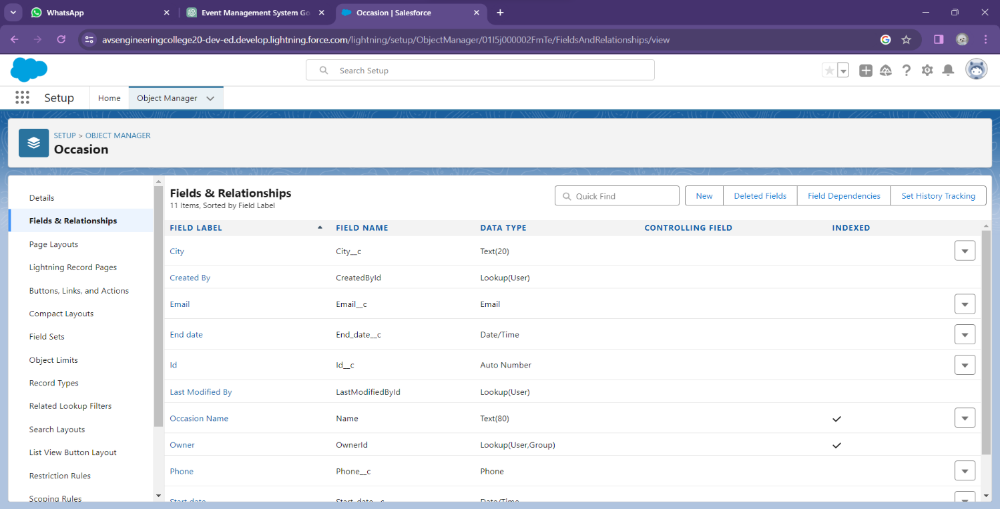 WhatsApp
Event Management System Go
Occasion | Salesforce
avsengineeringcollege20-dev-ed.develop.lightning.force.com/lightning/setup/ObjectManager/01I5j000002FmTe/FieldsAndRelationships/view
Search Setup
Setup Home Object Manager
SETUP > OBJECT MANAGER
Occasion
Details
Fields & Relationships
Page Layouts
Lightning Record Pages
Buttons, Links, and Actions
Compact Layouts
Field Sets
Object Limits
Record Types
Related Lookup Filters
Search Layouts
List View Button Layout
Restriction Rules
Scoping Rules
Fields & Relationships
11 Items, Sorted by Field Label
Quick Find New Deleted Fields Field Dependencies Set History Tracking
FIELD LABEL FIELD NAME DATA TYPE CONTROLLING FIELD INDEXED
City City__c Text(20)
Created By CreatedById Lookup(User)
Email Email__c Email
End date End_date__c Date/Time
Id Id__c Auto Number
Last Modified By LastModifiedById Lookup(User)
Occasion Name Name Text(80)
Owner OwnerId Lookup(User,Group)
Phone Phone__c Phone
Start date Start_date__c Date/Time